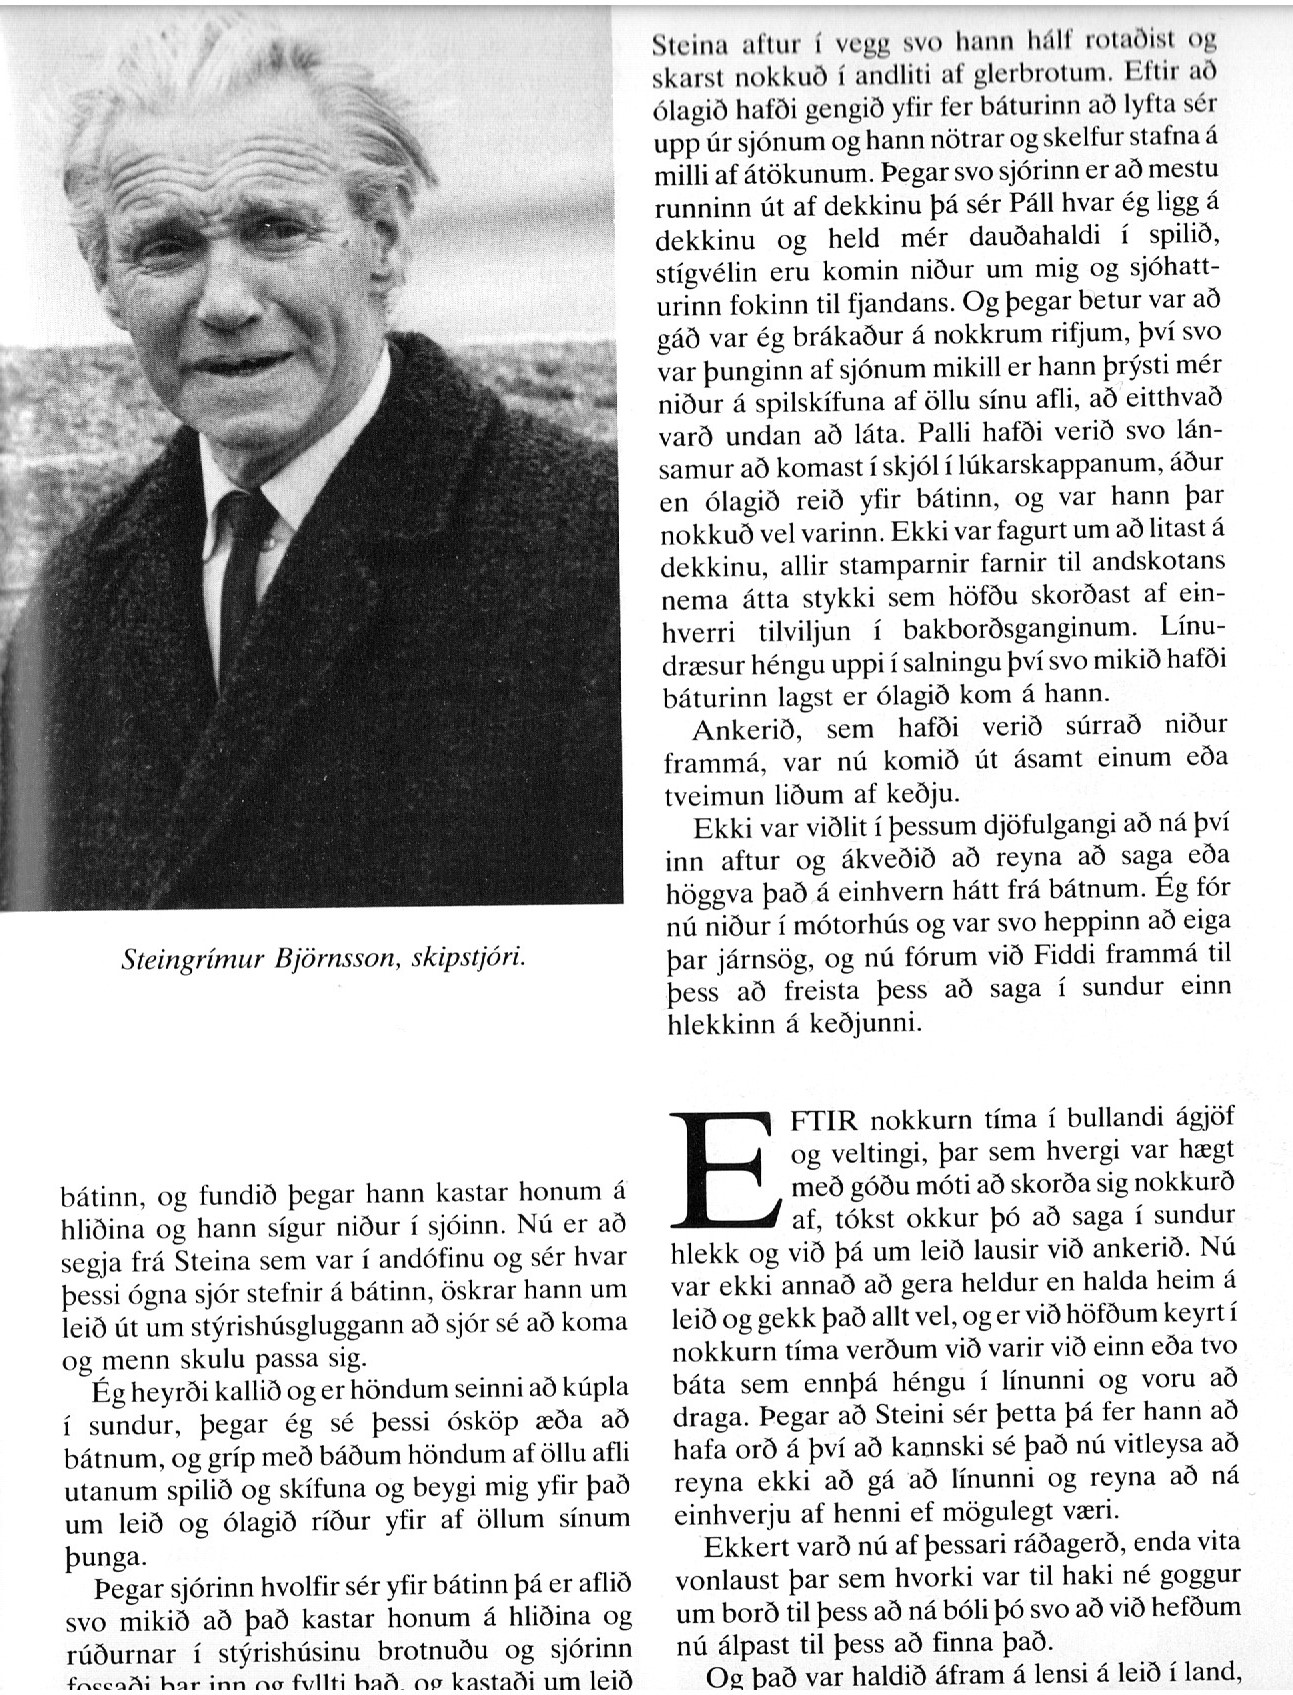 Steingrímur Björnsson, skipstjóri.
bátinn, og fundið þegar hann kastar honum á
hliðina og hann sígur niður í sjóinn. Nú er að
segja frá Steina sem var í andófinu og sér hvar
þessi ógna sjór stefnir á bátinn, öskrar hann um
leið út um stýrishúsgluggann að sjór sé að koma
og menn skulu passa sig.
Ég heyrði kallið og er höndum seinni að kúpla
í sundur, þegar ég sé þessi ósköp æða að
bátnum, og gríp með báðum höndum af öllu afli
utanum spilið og skífuna og beygi mig yfir það
um leið og ólagið ríður yfir af öllum sínum
þunga.
Þegar sjórinn hvolfir sér yfir bátinn þá er aflið
svo mikið að það kastar honum á hliðina og
rúðurnar í stýrishúsinu brotnuðu og sjórinn
fossaði þar inn og fyllti það, og kastaði um leið
Steina aftur í vegg svo hann hálf rotaðist og
skarst nokkuð í andliti af glerbrotum. Eftir að
ólagið hafði gengið yfir fer báturinn að lyfta sér
upp úr sjónum og hann nötrar og skelfur stafna á
milli af átökunum. Þegar svo sjórinn er að mestu
runninn út af dekkinu þá sér Páll hvar ég ligg á
dekkinu og held mér dauðahaldi í spilið,
stígvélin eru komin niður um mig og sjóhatt-
urinn fokinn til fjandans. Og þegar betur var að
gáð var ég brákaður á nokkrum rifjum, því svo
var þunginn af sjónum mikill er hann þrýsti mér
niður á spilskífuna af öllu sínu afli, að eitthvað
varð undan að láta. Palli hafði verið svo lán-
samur að komast í skjól í lúkarskappanum, áður
en ólagið reið yfir bátinn, og var hann þar
nokkuð vel varinn. Ekki var fagurt um að litast á
dekkinu, allir stamparnir farnir til andskotans
nema átta stykki sem höfðu skorðast af ein-
hverri tilviljun í bakborðsganginum. Línu-
dræsur héngu uppi í salningu því svo mikið hafði
báturinn lagst er ólagið kom á hann.
Ankerið, sem hafði verið súrrað niður
frammá, var nú komið út ásamt einum eða
tveimun liðum af keðju.
Ekki var viðlit í þessum djöfulgangi að ná því
inn aftur og ákveðið að reyna að saga eða
höggva það á einhvern hátt frá bátnum. Ég fór
nú niður í mótorhús og var svo heppinn að eiga
þar járnsög, og nú fórum við Fiddi frammá til
þess að freista þess að saga í sundur einn
hlekkinn á keðjunni.
EFTIR nokkurn tíma í bullandi ágjöf
og veltingi, þar sem hvergi var hægt
með góðu móti að skorða sig nokkurð
af, tókst okkur þó að saga í sundur
hlekk og við þá um leið lausir við ankerið. Nú
var ekki annað að gera heldur en halda heim á
leið og gekk það allt vel, og er við höfðum keyrt í
nokkurn tíma verðum við varir við einn eða tvo
báta sem ennþá héngu í línunni og voru að
draga. Þegar að Steini sér þetta þá fer hann að
hafa orð á því að kannski sé það nú vitleysa að
reyna ekki að gá að línunni og reyna að ná
einhverju af henni ef mögulegt væri.
Ekkert varð nú af þessari ráðagerð, enda vita
vonlaust þar sem hvorki var til haki né goggur
um borð til þess að ná bóli þó svo að við hefðum
nú álpast til þess að finna það.
Og það var haldið áfram á lensi á leið í land,